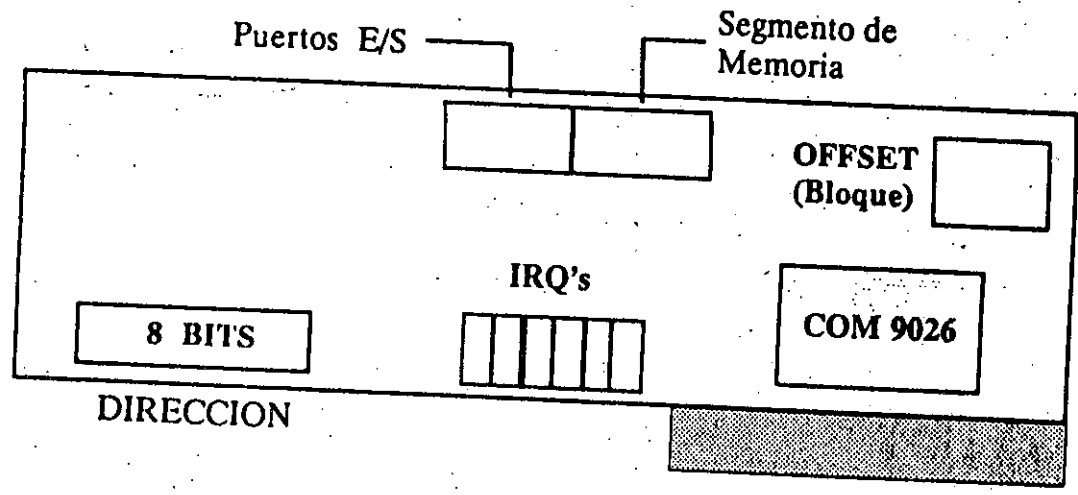 Puertos E/S
Segmento de
Memoria
OFFSET
(Bloque)
IRQ's
8 BITS
COM 9026
DIRECCION